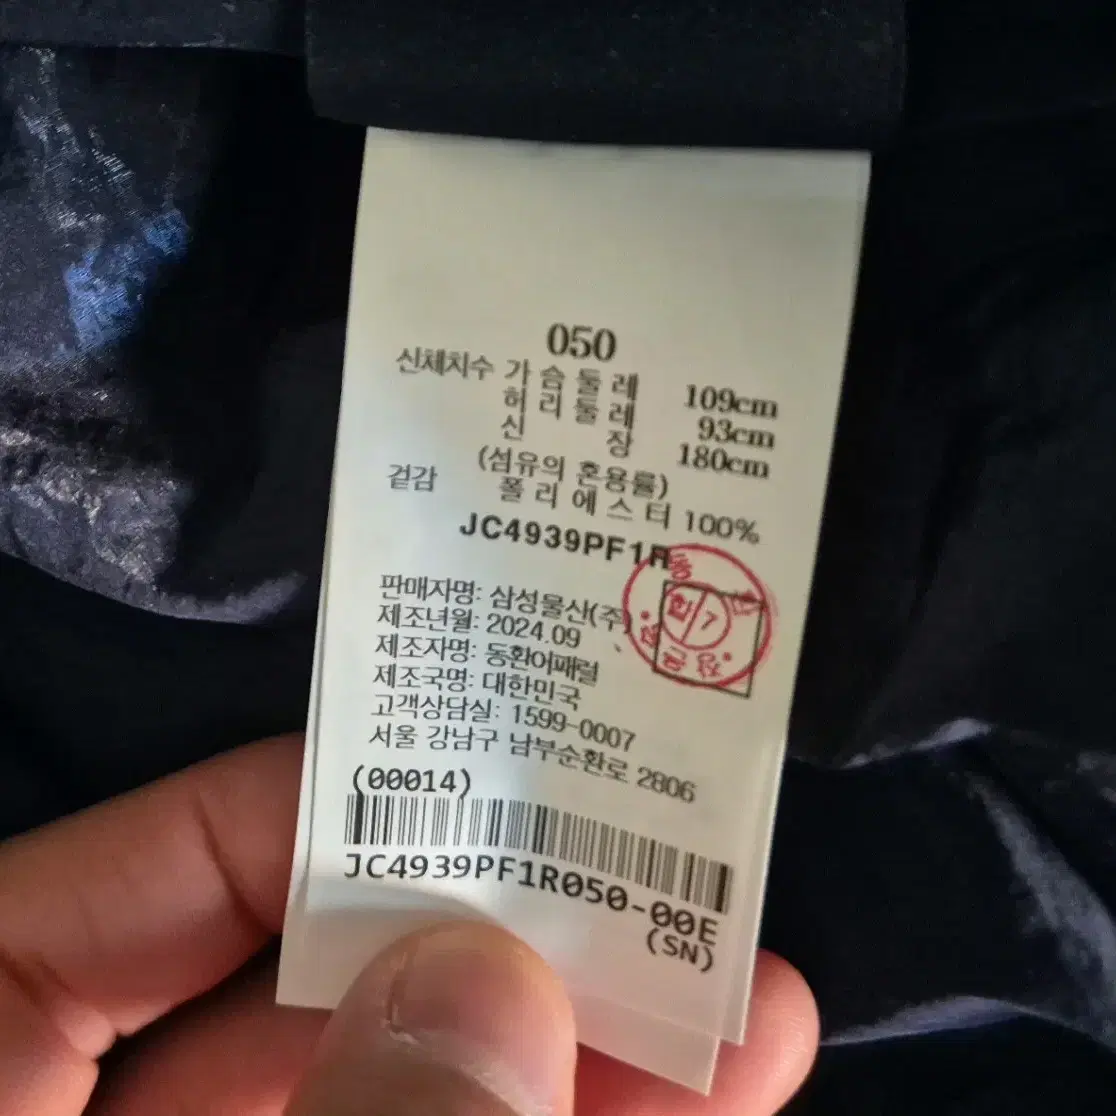 050
신체치수 가슴둘레 109cm
허리둘레 93cm
신 장 180cm
(섬유의 혼용률)
겉감 폴리에스터 100%
JC4939PF1R
판매자명: 삼성물산(주)
제조년월: 2024.09
제조자명: 동환어패럴
제조국명: 대한민국
고객상담실: 1599-0007
서울 강남구 남부순환로 2806
(00014)
JC4939PF1R050-00E
(SN)